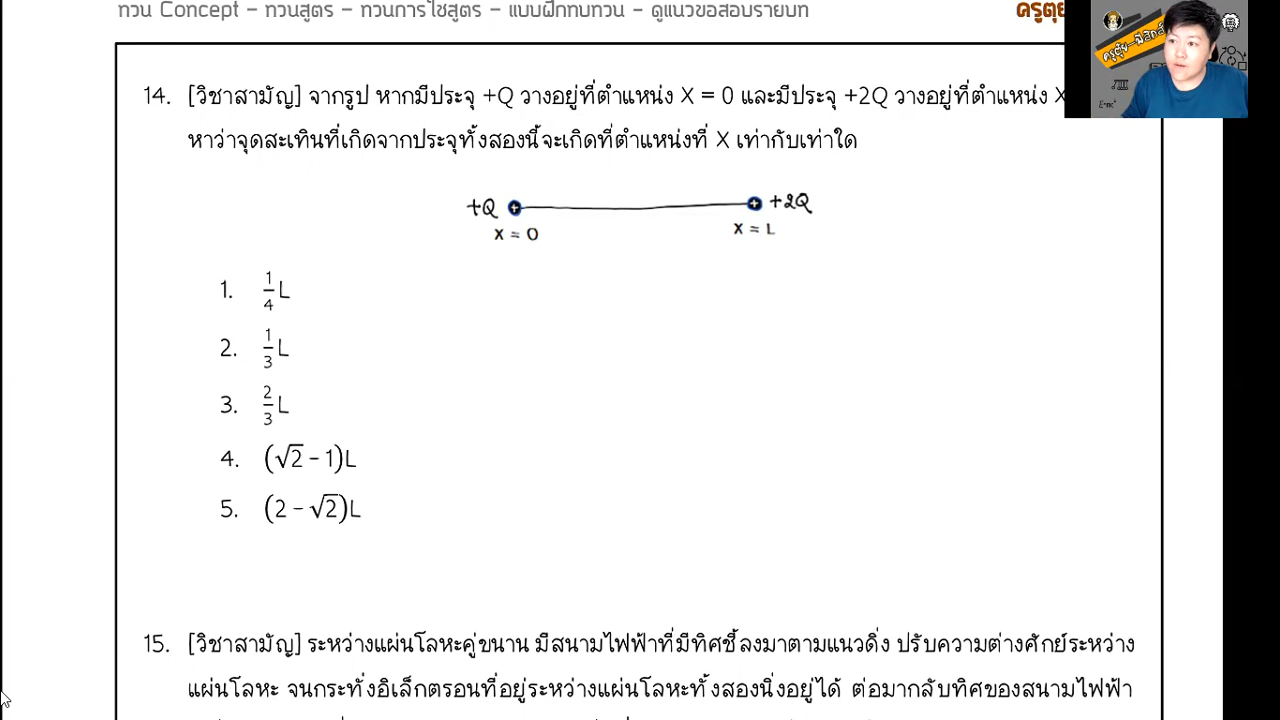 ทวน Concept - ทวนสูตร - ทวนการใช้สูตร - แบบฝึกทบทวน - ดูแนวข้อสอบรายบท
ครูตุ้ย
ครูตุ้ย-ฟิสิกส์
E=mc²
14. [วิชาสามัญ] จากรูป หากมีประจุ +Q วางอยู่ที่ตำแหน่ง X = 0 และมีประจุ +2Q วางอยู่ที่ตำแหน่ง X
หาว่าจุดสะเทินที่เกิดจากประจุทั้งสองนี้จะเกิดที่ตำแหน่งที่ X เท่ากับเท่าใด
+Q + + +2Q
X = 0 X = L
1. 1/4 L
2. 1/3 L
3. 2/3 L
4. (√2 - 1)L
5. (2 - √2)L
15. [วิชาสามัญ] ระหว่างแผ่นโลหะคู่ขนาน มีสนามไฟฟ้าที่มีทิศชี้ลงมาตามแนวดิ่ง ปรับความต่างศักย์ระหว่าง
แผ่นโลหะ จนกระทั่งอิเล็กตรอนที่อยู่ระหว่างแผ่นโลหะทั้งสองนิ่งอยู่ได้ ต่อมากลับทิศของสนามไฟฟ้า